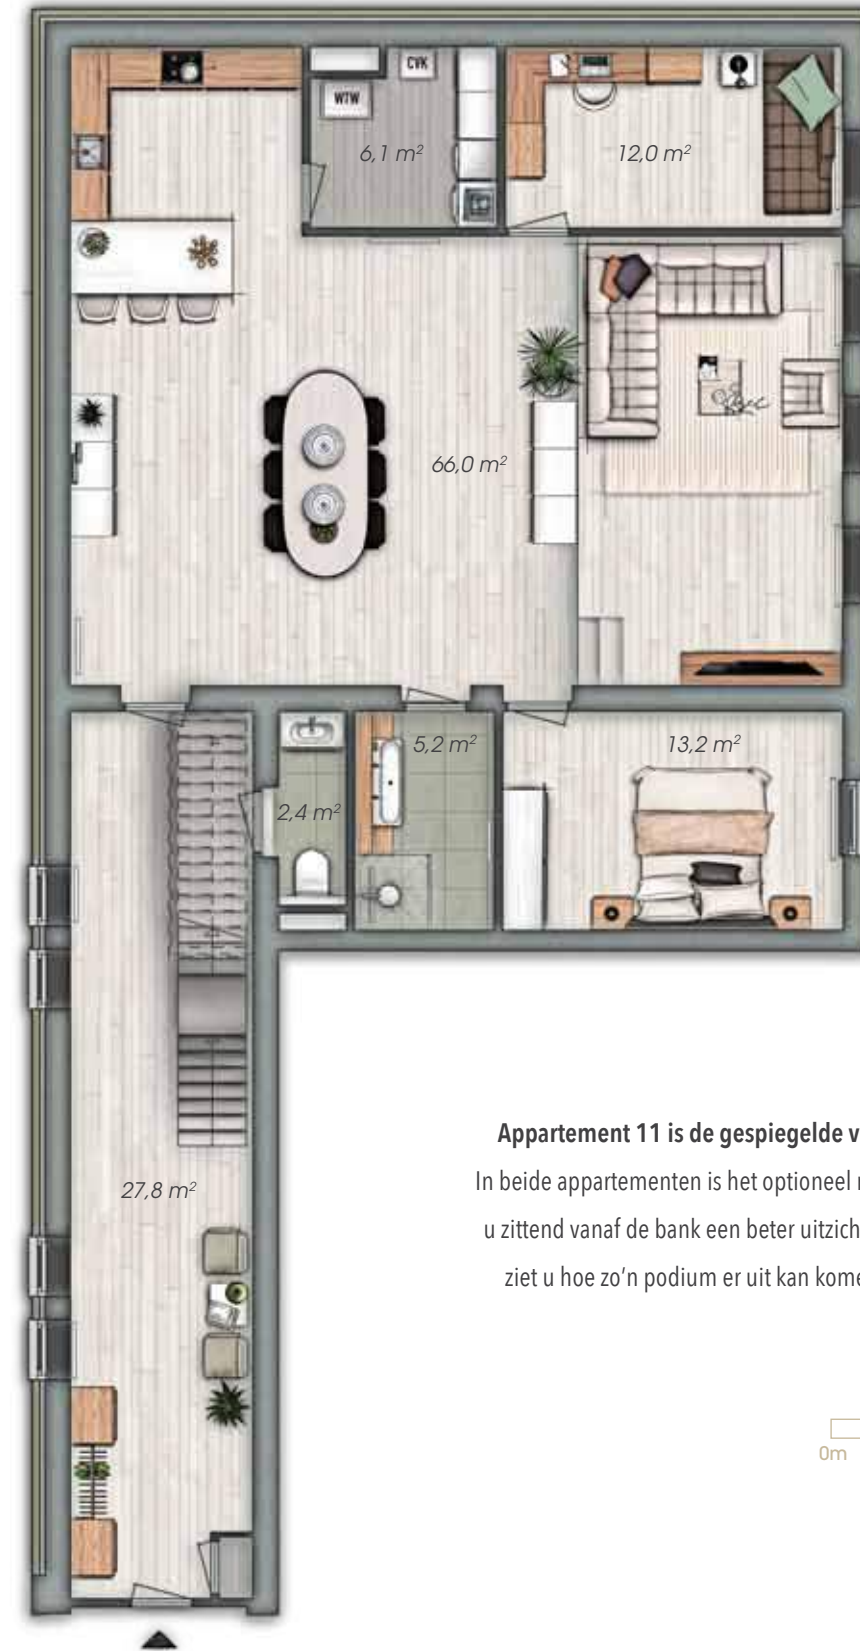 CVK
WTW
6,1 m²
12,0 m²
66,0 m²
5,2 m²
13,2 m²
2,4 m²
27,8 m²
Appartement 11 is de gespiegelde v
In beide appartementen is het optioneel
u zittend vanaf de bank een beter uitzich
ziet u hoe zo'n podium er uit kan kome
0m